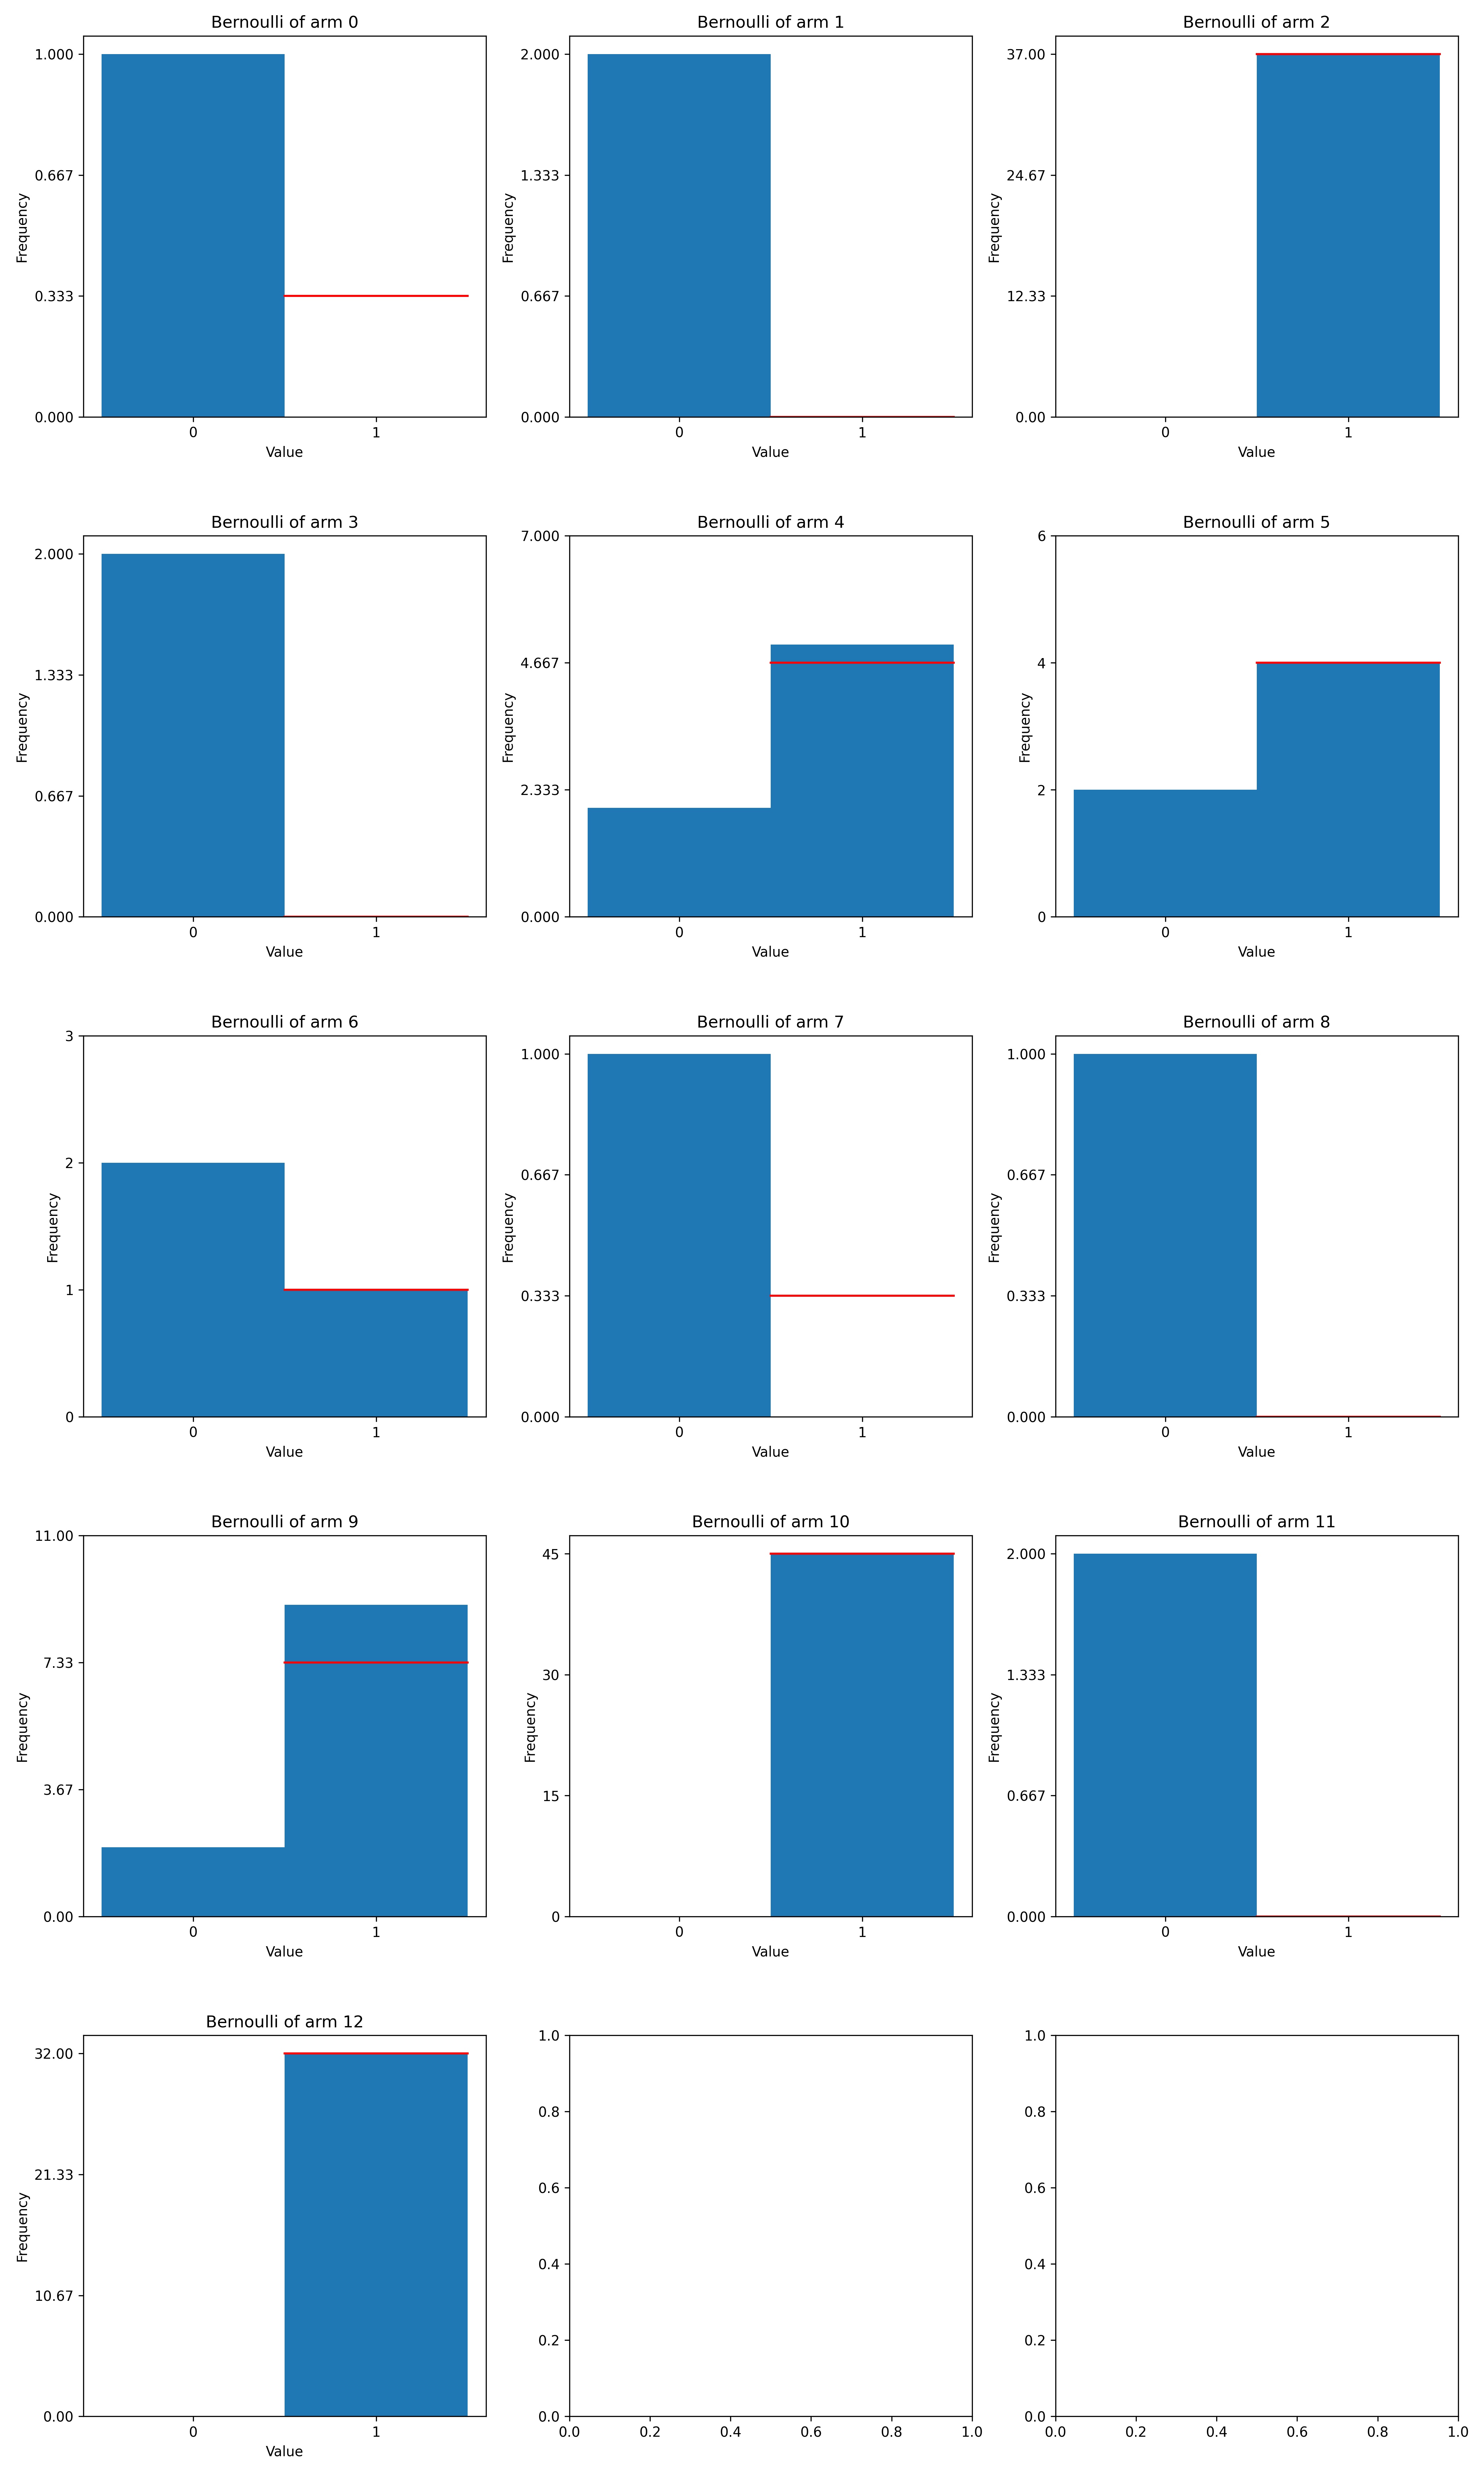 Bernoulli of arm 0
1.000
0.667
0.333
0.000
Frequency
0 1
Value
Bernoulli of arm 1
2.000
1.333
0.667
0.000
Frequency
0 1
Value
Bernoulli of arm 2
37.00
24.67
12.33
0.00
Frequency
0 1
Value
Bernoulli of arm 3
2.000
1.333
0.667
0.000
Frequency
0 1
Value
Bernoulli of arm 4
7.000
4.667
2.333
0.000
Frequency
0 1
Value
Bernoulli of arm 5
6
4
2
0
Frequency
0 1
Value
Bernoulli of arm 6
3
2
1
0
Frequency
0 1
Value
Bernoulli of arm 7
1.000
0.667
0.333
0.000
Frequency
0 1
Value
Bernoulli of arm 8
1.000
0.667
0.333
0.000
Frequency
0 1
Value
Bernoulli of arm 9
11.00
7.33
3.67
0.00
Frequency
0 1
Value
Bernoulli of arm 10
45
30
15
0
Frequency
0 1
Value
Bernoulli of arm 11
2.000
1.333
0.667
0.000
Frequency
0 1
Value
Bernoulli of arm 12
32.00
21.33
10.67
0.00
Frequency
0 1
Value
1.0
0.8
0.6
0.4
0.2
0.0
0.0 0.2 0.4 0.6 0.8 1.0
1.0
0.8
0.6
0.4
0.2
0.0
0.0 0.2 0.4 0.6 0.8 1.0